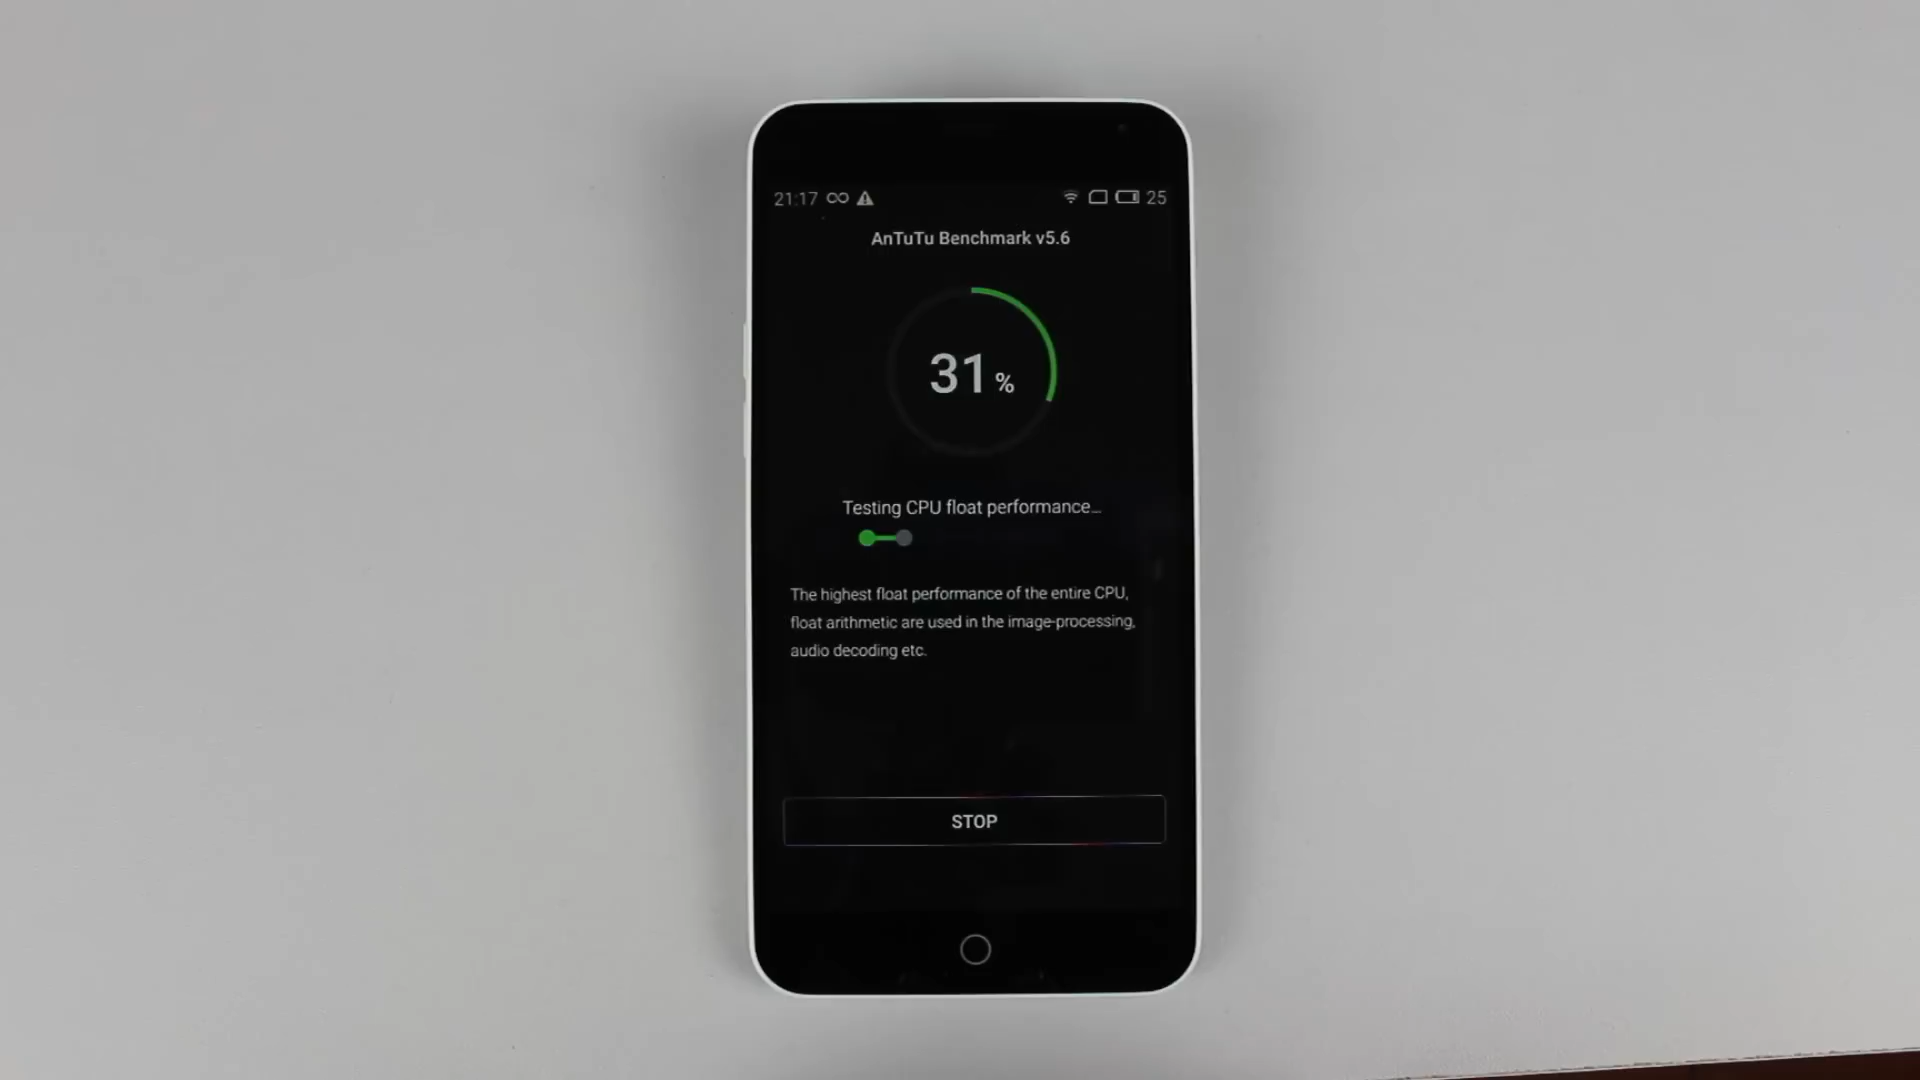 21:17 25
AnTuTu Benchmark v5.6
31 %
Testing CPU float performance...
The highest float performance of the entire CPU,
float arithmetic are used in the image-processing,
audio decoding etc.
STOP